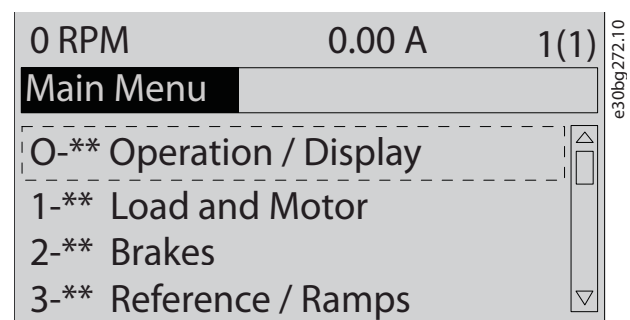 0 RPM 0.00 A 1(1)
Main Menu
O-** Operation / Display
1-** Load and Motor
2-** Brakes
3-** Reference / Ramps
e30bg272.10